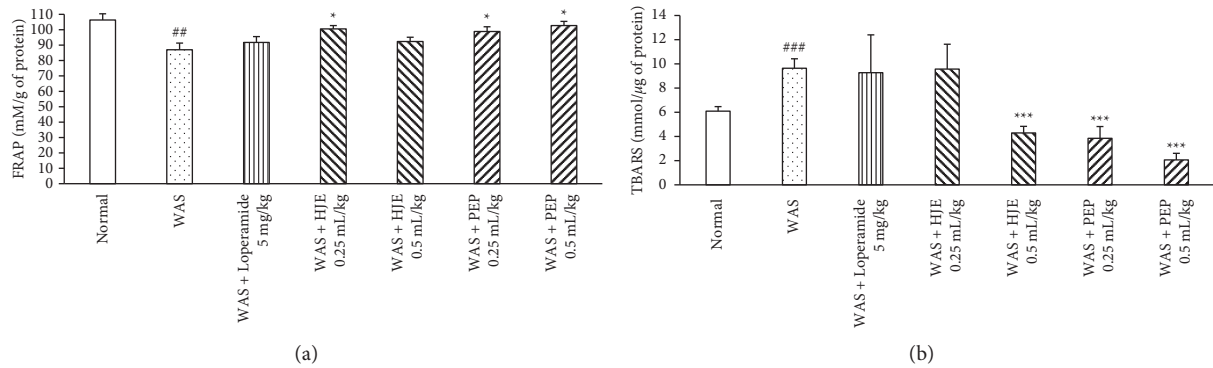 FRAP (mM/g of protein)
110
100
90
80
70
60
50
40
30
20
10
0
##
*
*
*
Normal
WAS
WAS + Loperamide
5 mg/kg
WAS + HJE
0.25 mL/kg
WAS + HJE
0.5 mL/kg
WAS + PEP
0.25 mL/kg
WAS + PEP
0.5 mL/kg
(a)
TBARS (mmol/μg of protein)
14
12
10
8
6
4
2
0
###
***
***
***
Normal
WAS
WAS + Loperamide
5 mg/kg
WAS + HJE
0.25 mL/kg
WAS + HJE
0.5 mL/kg
WAS + PEP
0.25 mL/kg
WAS + PEP
0.5 mL/kg
(b)